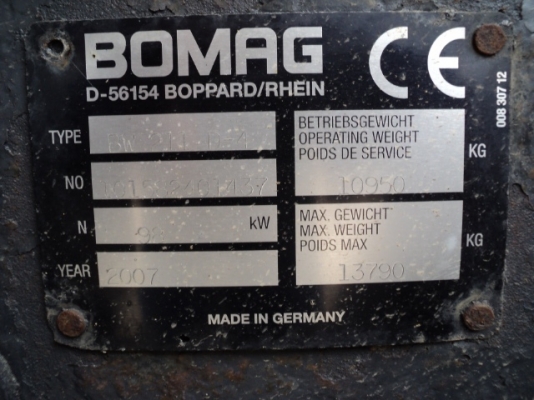 BOMAG CE
D-56154 BOPPARD/RHEIN
008 307 12
TYPE
NO
N kW
YEAR 2007
BETRIEBSGEWICHT
OPERATING WEIGHT
POIDS DE SERVICE
KG
10950
MAX. GEWICHT
MAX. WEIGHT
POIDS MAX
KG
13790
MADE IN GERMANY